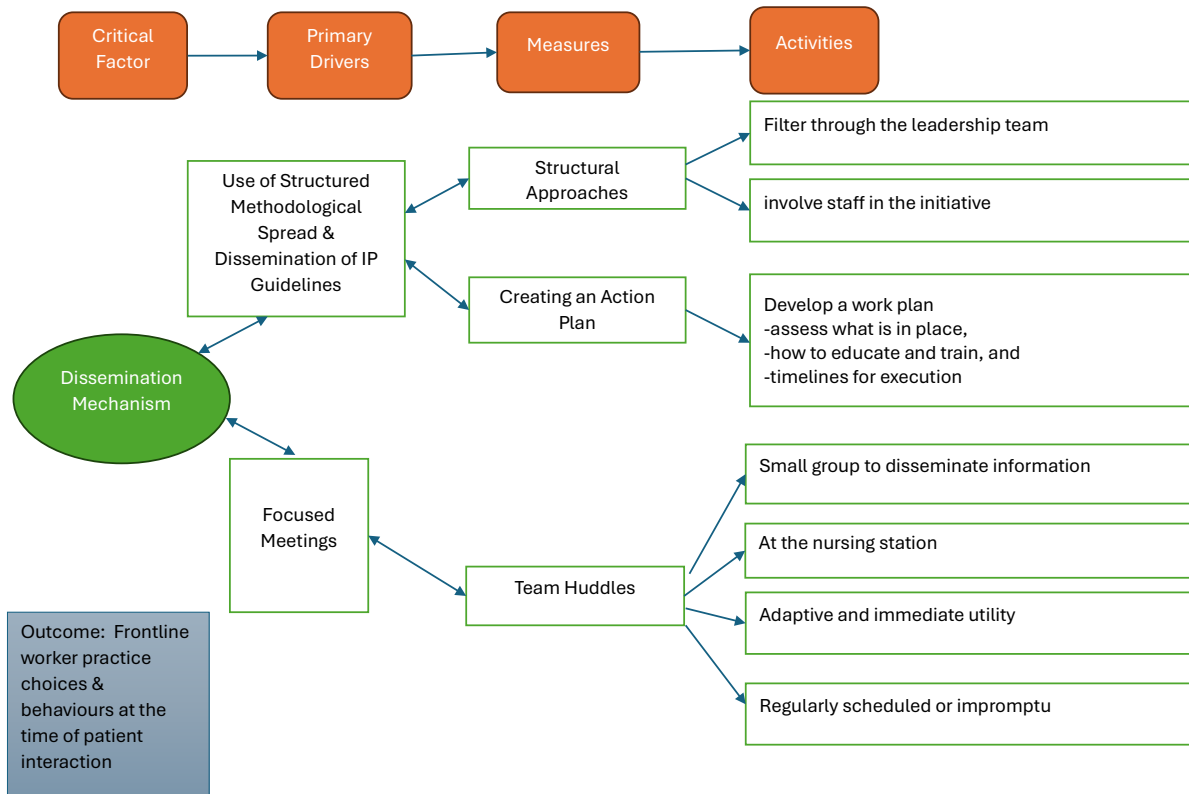 Critical
Factor
Primary
Drivers
Measures
Activities
Use of Structured
Methodological
Spread &
Dissemination of IP
Guidelines
Structural
Approaches
Filter through the leadership team
involve staff in the initiative
Creating an Action
Plan
Develop a work plan
-assess what is in place,
-how to educate and train, and
-timelines for execution
Dissemination
Mechanism
Focused
Meetings
Team Huddles
Small group to disseminate information
At the nursing station
Adaptive and immediate utility
Regularly scheduled or impromptu
Outcome:  Frontline
worker practice
choices &
behaviours at the
time of patient
interaction